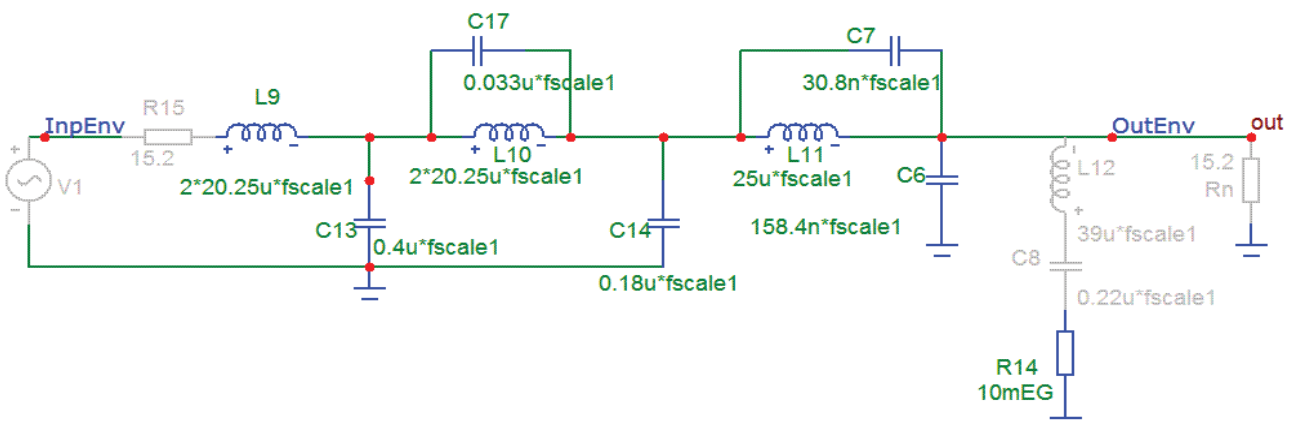 C17
C7
0.033u*fscale1
30.8n*fscale1
L9
R15
InpEnv
15.2
V1
+
-
2*20.25u*fscale1
+
-
L10
2*20.25u*fscale1
+
-
L11
25u*fscale1
C6
158.4n*fscale1
OutEnv
out
15.2
Rn
-
L12
+
39u*fscale1
C13
0.4u*fscale1
C14
0.18u*fscale1
C8
0.22u*fscale1
R14
10mEG
+
-